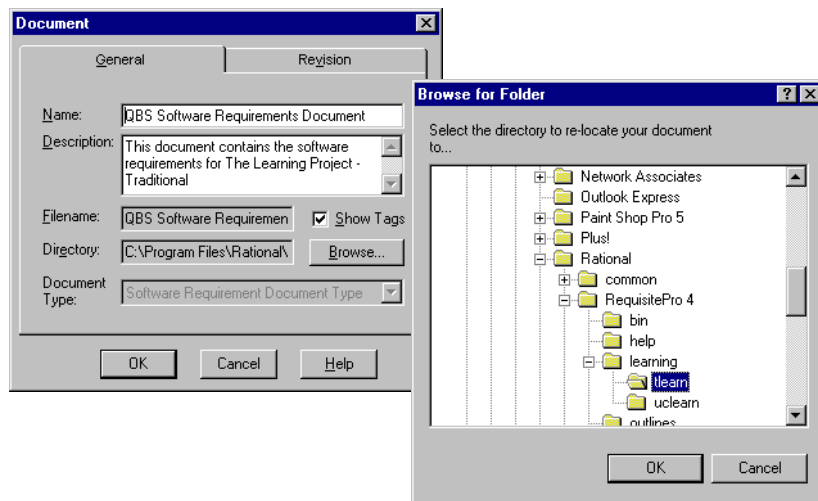 Document
General
Revision
Name:
QBS Software Requirements Document
Description:
This document contains the software
requirements for The Learning Project -
Traditional
Filename:
QBS Software Requiremen
Show Tags
Directory:
C:\Program Files\Rational\
Browse...
Document
Type:
Software Requirement Document Type
OK
Cancel
Help
Browse for Folder
Select the directory to re-locate your document
to...
Network Associates
Outlook Express
Paint Shop Pro 5
Plus!
Rational
common
RequisitePro 4
bin
help
learning
tlearn
uclearn
outlines
OK
Cancel